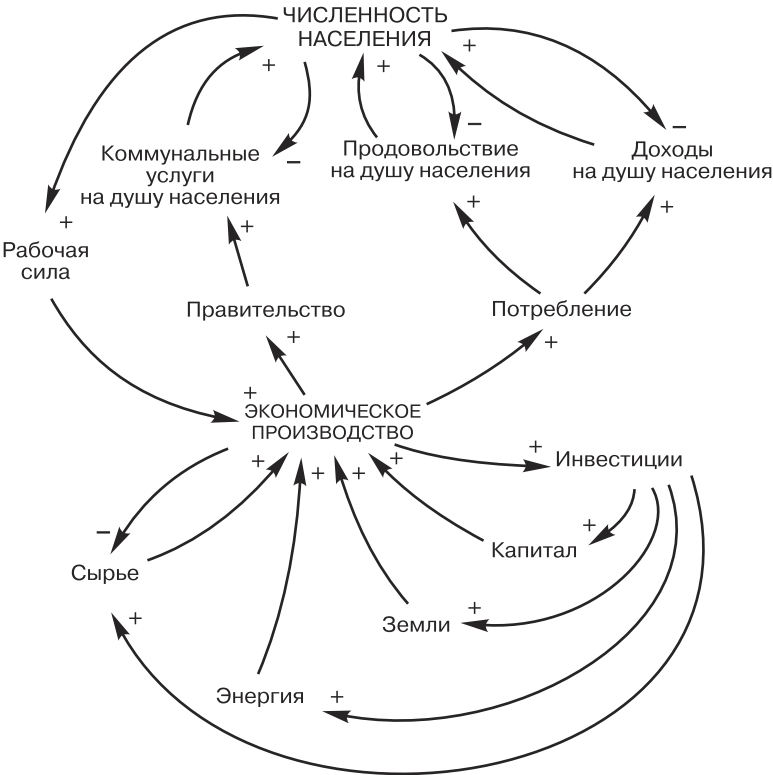 ЧИСЛЕННОСТЬ
НАСЕЛЕНИЯ
+
+
+
–
–
–
Коммунальные
услуги
на душу населения
Продовольствие
на душу населения
Доходы
на душу населения
+
+
+
+
Рабочая
сила
Правительство
Потребление
+
+
+
ЭКОНОМИЧЕСКОЕ
ПРОИЗВОДСТВО
+
+
+
+
+
Инвестиции
–
+
Сырье
Капитал
+
+
Земли
Энергия
+